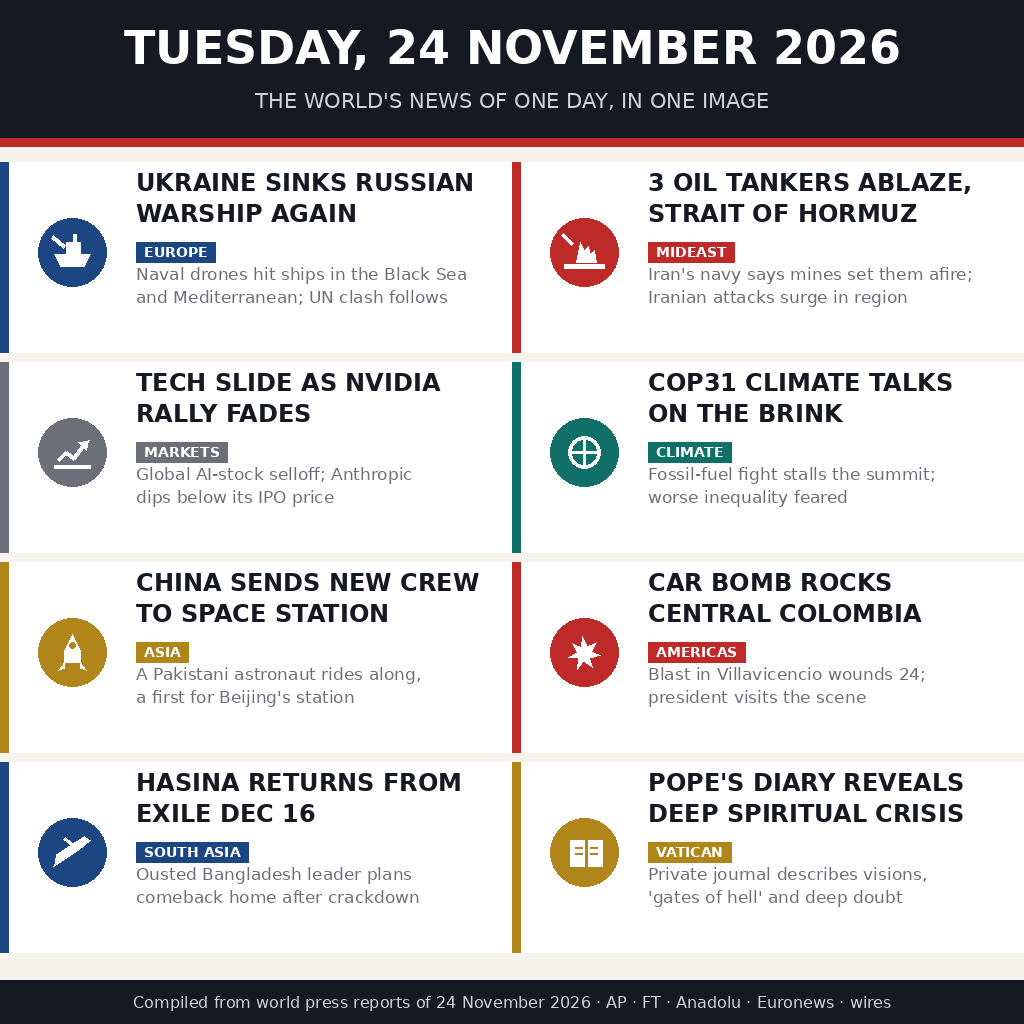 TUESDAY, 24 NOVEMBER 2026
THE WORLD'S NEWS OF ONE DAY, IN ONE IMAGE
UKRAINE SINKS RUSSIAN
WARSHIP AGAIN
EUROPE
Naval drones hit ships in the Black Sea
and Mediterranean; UN clash follows
3 OIL TANKERS ABLAZE,
STRAIT OF HORMUZ
MIDEAST
Iran's navy says mines set them afire;
Iranian attacks surge in region
TECH SLIDE AS NVIDIA
RALLY FADES
MARKETS
Global AI-stock selloff; Anthropic
dips below its IPO price
COP31 CLIMATE TALKS
ON THE BRINK
CLIMATE
Fossil-fuel fight stalls the summit;
worse inequality feared
CHINA SENDS NEW CREW
TO SPACE STATION
ASIA
A Pakistani astronaut rides along,
a first for Beijing's station
CAR BOMB ROCKS
CENTRAL COLOMBIA
AMERICAS
Blast in Villavicencio wounds 24;
president visits the scene
HASINA RETURNS FROM
EXILE DEC 16
SOUTH ASIA
Ousted Bangladesh leader plans
comeback home after crackdown
POPE'S DIARY REVEALS
DEEP SPIRITUAL CRISIS
VATICAN
Private journal describes visions,
'gates of hell' and deep doubt
Compiled from world press reports of 24 November 2026 · AP · FT · Anadolu · Euronews · wires